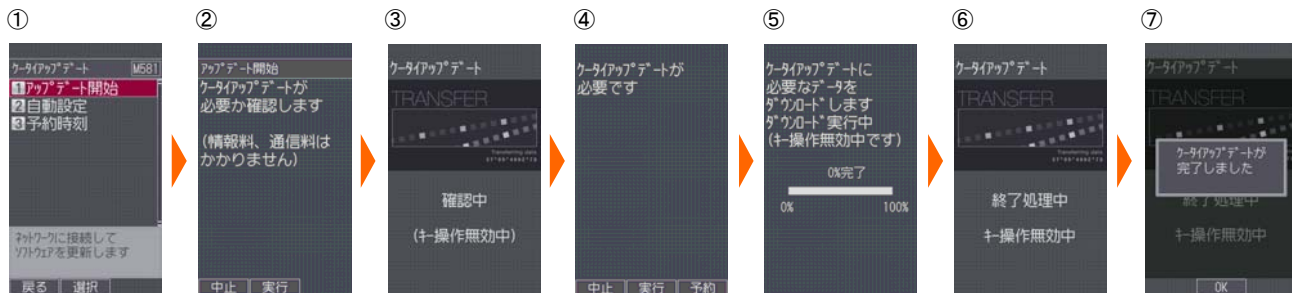 ①
ｹｰﾀｲｱｯﾌﾟﾃﾞｰﾄ M581
1 ｱｯﾌﾟﾃﾞｰﾄ開始
2 自動設定
3 予約時刻
ﾈｯﾄﾜｰｸに接続して
ｿﾌﾄｳｪｱを更新します
戻る 選択
②
ｱｯﾌﾟﾃﾞｰﾄ開始
ｹｰﾀｲｱｯﾌﾟﾃﾞｰﾄが
必要か確認します
(情報料、通信料は
かかりません)
中止 実行
③
ｹｰﾀｲｱｯﾌﾟﾃﾞｰﾄ
TRANSFER
Transferring data
確認中
(ｷｰ操作無効中)
④
ｹｰﾀｲｱｯﾌﾟﾃﾞｰﾄが
必要です
中止 実行 予約
⑤
ｹｰﾀｲｱｯﾌﾟﾃﾞｰﾄに
必要なﾃﾞｰﾀを
ﾀﾞｳﾝﾛｰﾄﾞします
ﾀﾞｳﾝﾛｰﾄﾞ実行中
(ｷｰ操作無効中です)
0%完了
0% 100%
⑥
ｹｰﾀｲｱｯﾌﾟﾃﾞｰﾄ
TRANSFER
Transferring data
終了処理中
ｷｰ操作無効中
⑦
ｹｰﾀｲｱｯﾌﾟﾃﾞｰﾄ
TRANSFER
ｹｰﾀｲｱｯﾌﾟﾃﾞｰﾄが
完了しました
終了処理中
ｷｰ操作無効中
OK